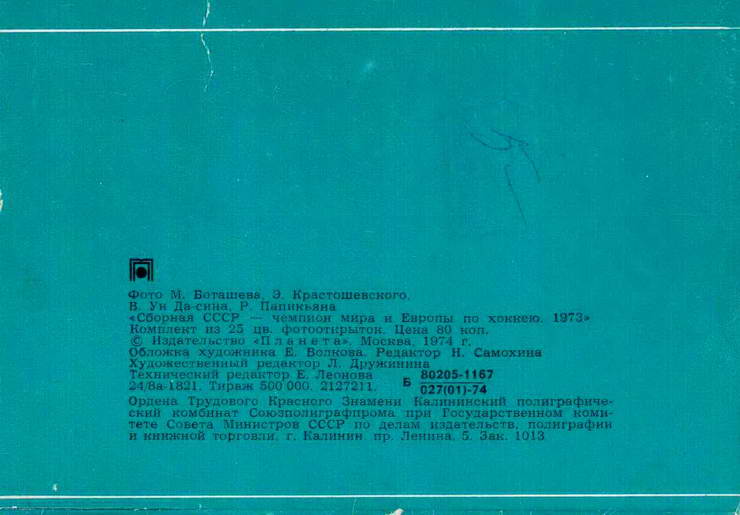 Фото М. Боташева, Э. Крастошевского,
В. Ун Да-сина, Р. Папикьяна
«Сборная СССР — чемпион мира и Европы по хоккею. 1973»
Комплект из 25 цв. фотооткрыток. Цена 80 коп.
© Издательство «Планета», Москва, 1974 г.
Обложка художника Е. Волкова. Редактор Н. Самохина
Художественный редактор Л. Дружинина
Технический редактор Е. Леонова
24/8а-1821. Тираж 500 000. 2127211.
Б 80205-1167
027(01)-74
Ордена Трудового Красного Знамени Калининский полиграфиче-
ский комбинат Союзполиграфпрома при Государственном коми-
тете Совета Министров СССР по делам издательств, полиграфии
и книжной торговли, г. Калинин, пр. Ленина, 5. Зак. 1013